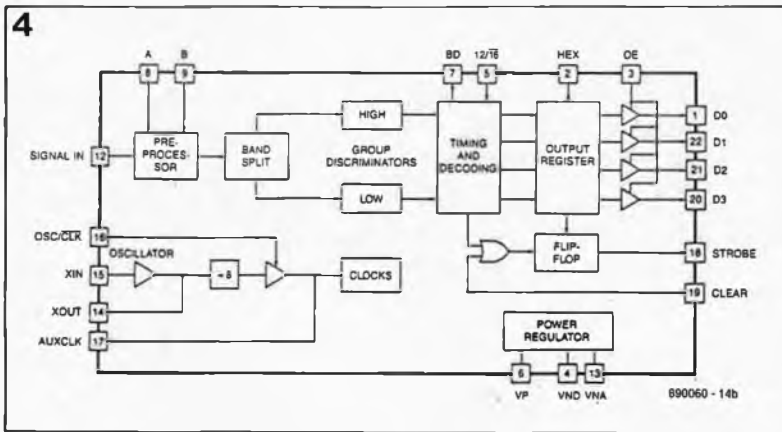 4
A B BD 12/16 HEX OE
8 9 7 5 2 3
HIGH
1 D0
SIGNAL IN 12 PRE-PROCES-SOR BAND SPLIT GROUP DISCRIMINATORS TIMING AND DECODING OUTPUT REGISTER 22 D1
21 D2
LOW 20 D3
OSC/CLK 16
OSCILLATOR FLIP-FLOP 18 STROBE
XIN 15 ÷ 8 CLOCKS
19 CLEAR
XOUT 14
POWER REGULATOR
AUXCLK 17
6 4 13
VP VND VNA
890060 - 14b